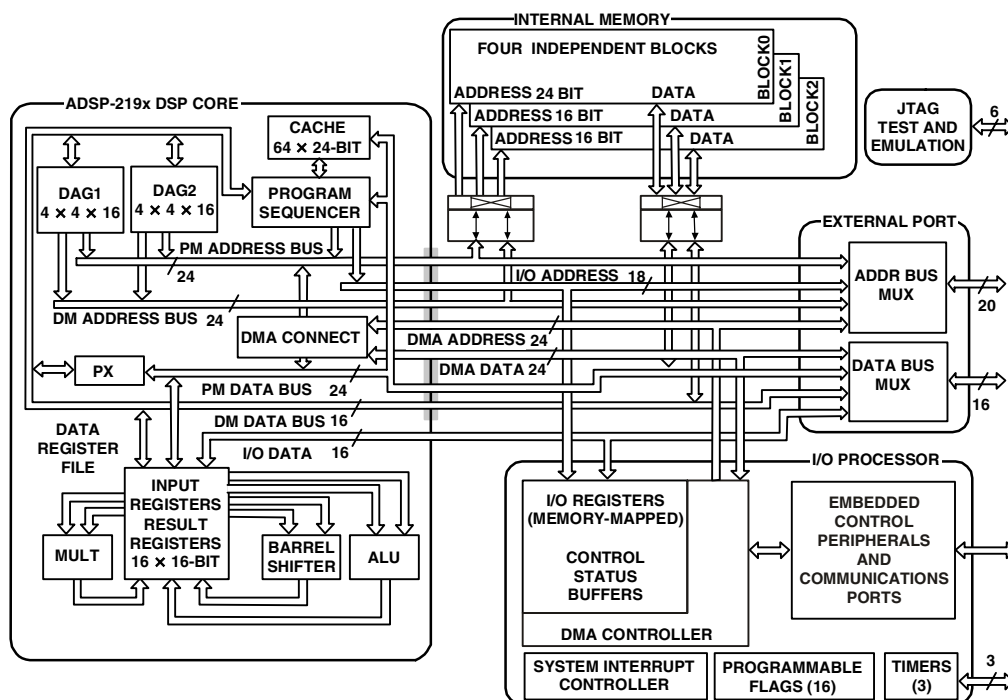 INTERNAL MEMORY
FOUR INDEPENDENT BLOCKS
BLOCK0
BLOCK1
BLOCK2
ADDRESS 24 BIT DATA
ADDRESS 16 BIT DATA
ADDRESS 16 BIT DATA
JTAG
TEST AND
EMULATION
6
ADSP-219x DSP CORE
CACHE
64 × 24-BIT
DAG1
4 × 4 × 16
DAG2
4 × 4 × 16
PROGRAM
SEQUENCER
PM ADDRESS BUS
24
I/O ADDRESS 18
DM ADDRESS BUS 24
DMA CONNECT
DMA ADDRESS 24
DMA DATA 24
PX
PM DATA BUS 24
DM DATA BUS 16
I/O DATA 16
EXTERNAL PORT
ADDR BUS
MUX
20
DATA BUS
MUX
16
DATA
REGISTER
FILE
INPUT
REGISTERS
RESULT
REGISTERS
16 × 16-BIT
MULT
BARREL
SHIFTER
ALU
I/O PROCESSOR
I/O REGISTERS
(MEMORY-MAPPED)
CONTROL
STATUS
BUFFERS
DMA CONTROLLER
EMBEDDED
CONTROL
PERIPHERALS
AND
COMMUNICATIONS
PORTS
SYSTEM INTERRUPT
CONTROLLER
PROGRAMMABLE
FLAGS (16)
TIMERS
(3)
3